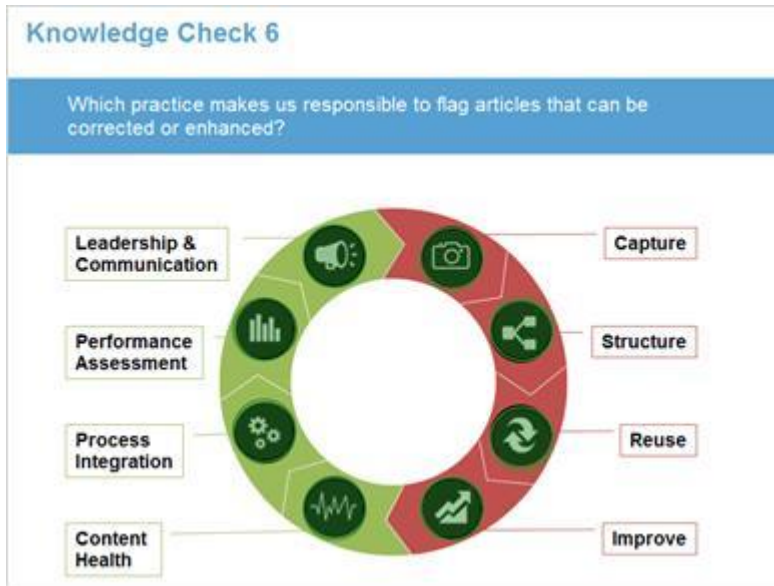 Knowledge Check 6
Which practice makes us responsible to flag articles that can be
corrected or enhanced?
Leadership &
Communication
Performance
Assessment
Process
Integration
Content
Health
Capture
Structure
Reuse
Improve